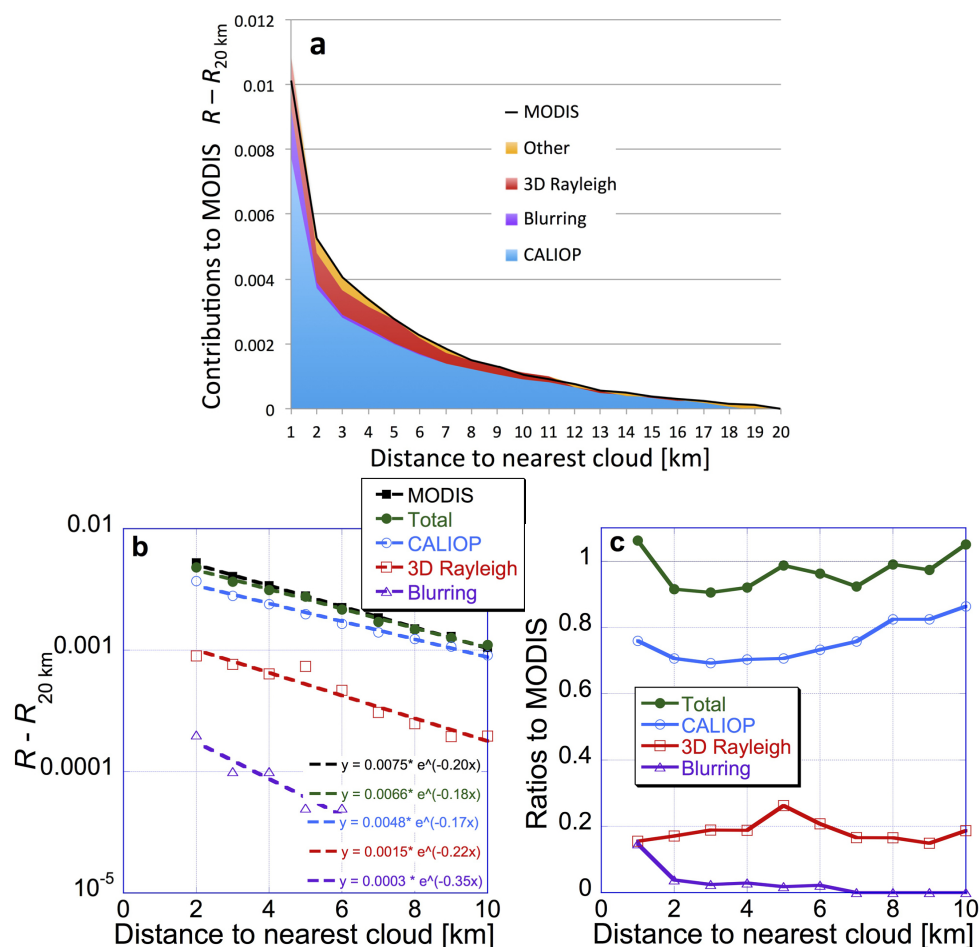 a
Contributions to MODIS R – R20 km
0.012
0.01
0.008
0.006
0.004
0.002
0
MODIS
Other
3D Rayleigh
Blurring
CALIOP
1 2 3 4 5 6 7 8 9 10 11 12 13 14 15 16 17 18 19 20
Distance to nearest cloud [km]
b
R - R20 km
0.01
0.001
0.0001
10-5
MODIS
Total
CALIOP
3D Rayleigh
Blurring
y = 0.0075* e^(-0.20x)
y = 0.0066* e^(-0.18x)
y = 0.0048* e^(-0.17x)
y = 0.0015* e^(-0.22x)
y = 0.0003 * e^(-0.35x)
0 2 4 6 8 10
Distance to nearest cloud [km]
c
Ratios to MODIS
1
0.8
0.6
0.4
0.2
0
Total
CALIOP
3D Rayleigh
Blurring
0 2 4 6 8 10
Distance to nearest cloud [km]